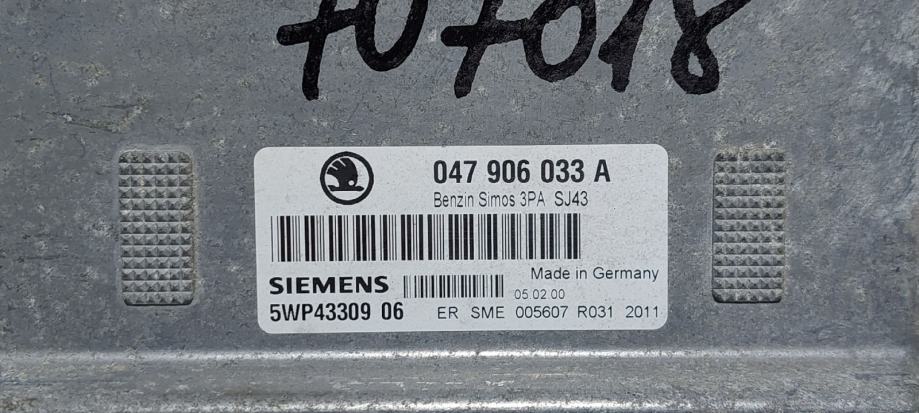 707018
047 906 033 A
Benzin Simos 3PA SJ43
SIEMENS
Made in Germany
05.02.00
5WP43309 06
ER SME 005607 R031 2011